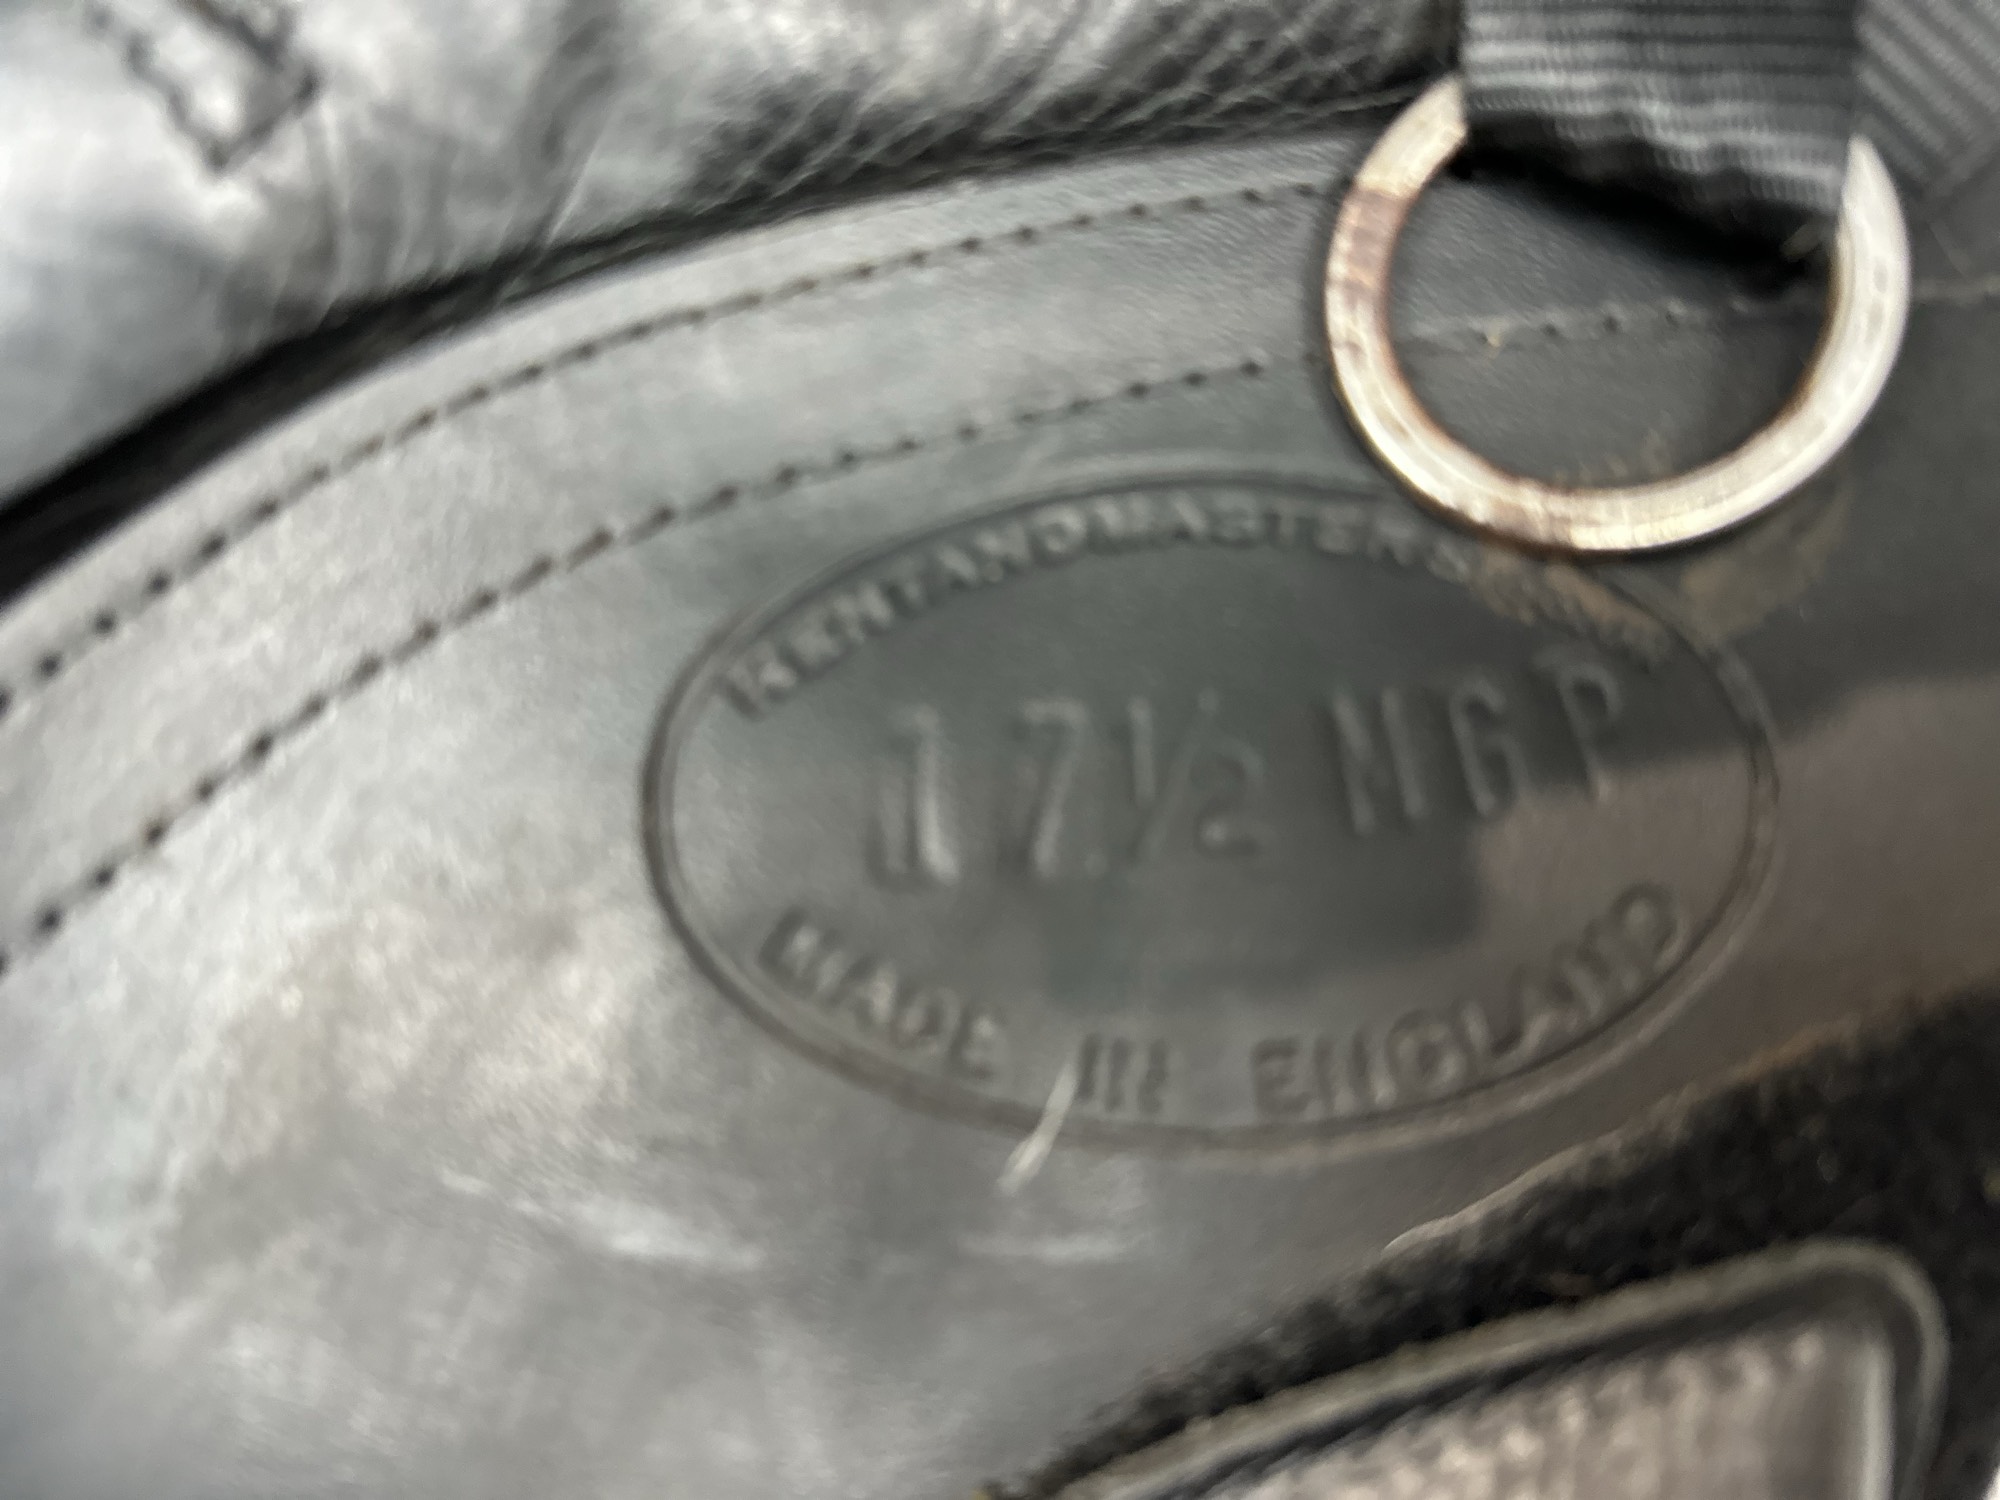 KENTANDMASTERS
17½ MGP
MADE IN ENGLAND